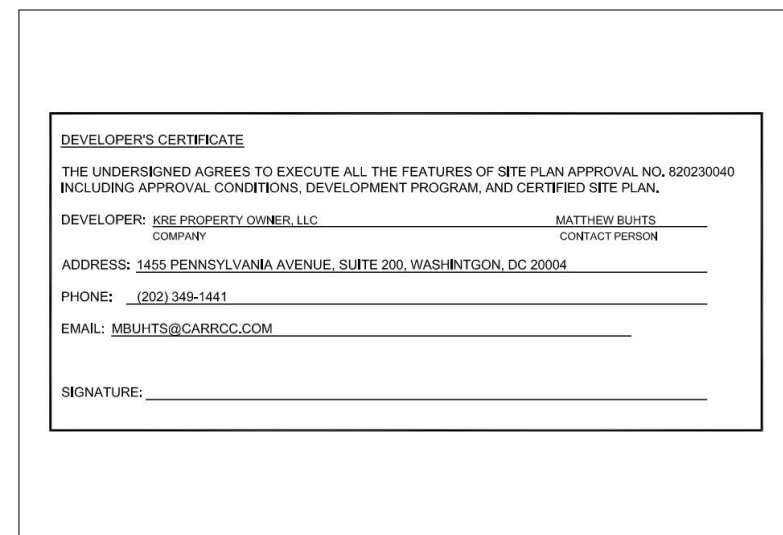 DEVELOPER'S CERTIFICATE
THE UNDERSIGNED AGREES TO EXECUTE ALL THE FEATURES OF SITE PLAN APPROVAL NO. 820230040
INCLUDING APPROVAL CONDITIONS, DEVELOPMENT PROGRAM, AND CERTIFIED SITE PLAN.
DEVELOPER: KRE PROPERTY OWNER, LLC MATTHEW BUHTS
COMPANY CONTACT PERSON
ADDRESS: 1455 PENNSYLVANIA AVENUE, SUITE 200, WASHINTGON, DC 20004
PHONE: (202) 349-1441
EMAIL: MBUHTS@CARRCC.COM
SIGNATURE: